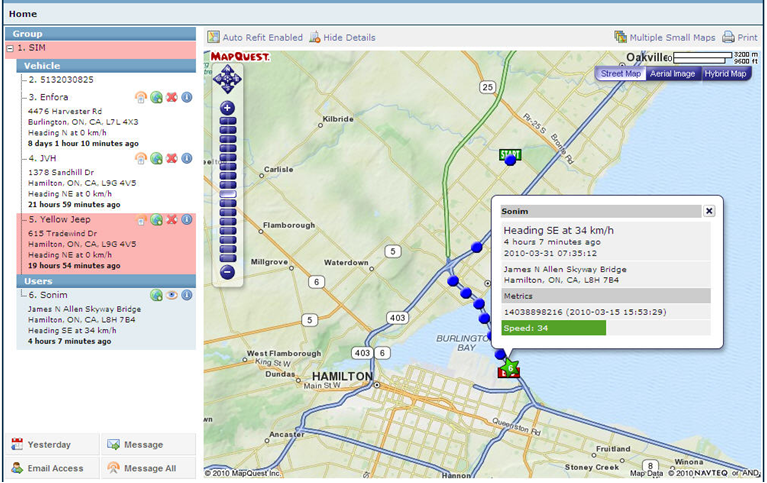 Home
Group
1. SIM
Vehicle
2. 5132030825
3. Enfora
4476 Harvester Rd
Burlington, ON, CA, L7L 4X3
Heading N at 0 km/h
8 days 1 hour 10 minutes ago
4. JVH
1378 Sandhill Dr
Hamilton, ON, CA, L9G 4V5
Heading NE at 0 km/h
21 hours 59 minutes ago
5. Yellow Jeep
615 Tradewind Dr
Hamilton, ON, CA, L9G 4V5
Heading NE at 0 km/h
19 hours 54 minutes ago
Users
6. Sonim
James N Allen Skyway Bridge
Hamilton, ON, CA, L8H 7B4
Heading SE at 34 km/h
4 hours 7 minutes ago
Yesterday
Message
Email Access
Message All
Auto Refit Enabled
Hide Details
Multiple Small Maps
Print
MAPQUEST.
Oakville
3200 m
9600 ft
Street Map
Aerial Image
Hybrid Map
25
Kilbride
Rr-25 S
Bronte Rd
START
Carlisle
Flamborough
5
Millgrove
Waterdown
6
5
403
403
6
West Flamborough
King St W
Dundas
Main St W
HAMILTON
BURLINGTON
BAY
6
Ancaster
Queenston Rd
Fruitland
Stoney Creek
8
Winona
Hannon
© 2010 MapQuest Inc.
Map Data © 2010 NAVTEQ or AND
Sonim
Heading SE at 34 km/h
4 hours 7 minutes ago
2010-03-31 07:35:12
James N Allen Skyway Bridge
Hamilton, ON, CA, L8H 7B4
Metrics
14038898216 (2010-03-15 15:53:29)
Speed: 34